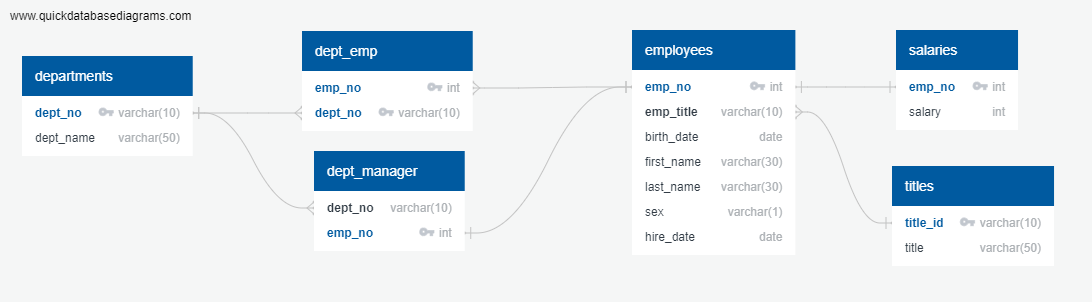 www.quickdatabasediagrams.com
departments
dept_no varchar(10)
dept_name varchar(50)
dept_emp
emp_no int
dept_no varchar(10)
dept_manager
dept_no varchar(10)
emp_no int
employees
emp_no int
emp_title varchar(10)
birth_date date
first_name varchar(30)
last_name varchar(30)
sex varchar(1)
hire_date date
salaries
emp_no int
salary int
titles
title_id varchar(10)
title varchar(50)